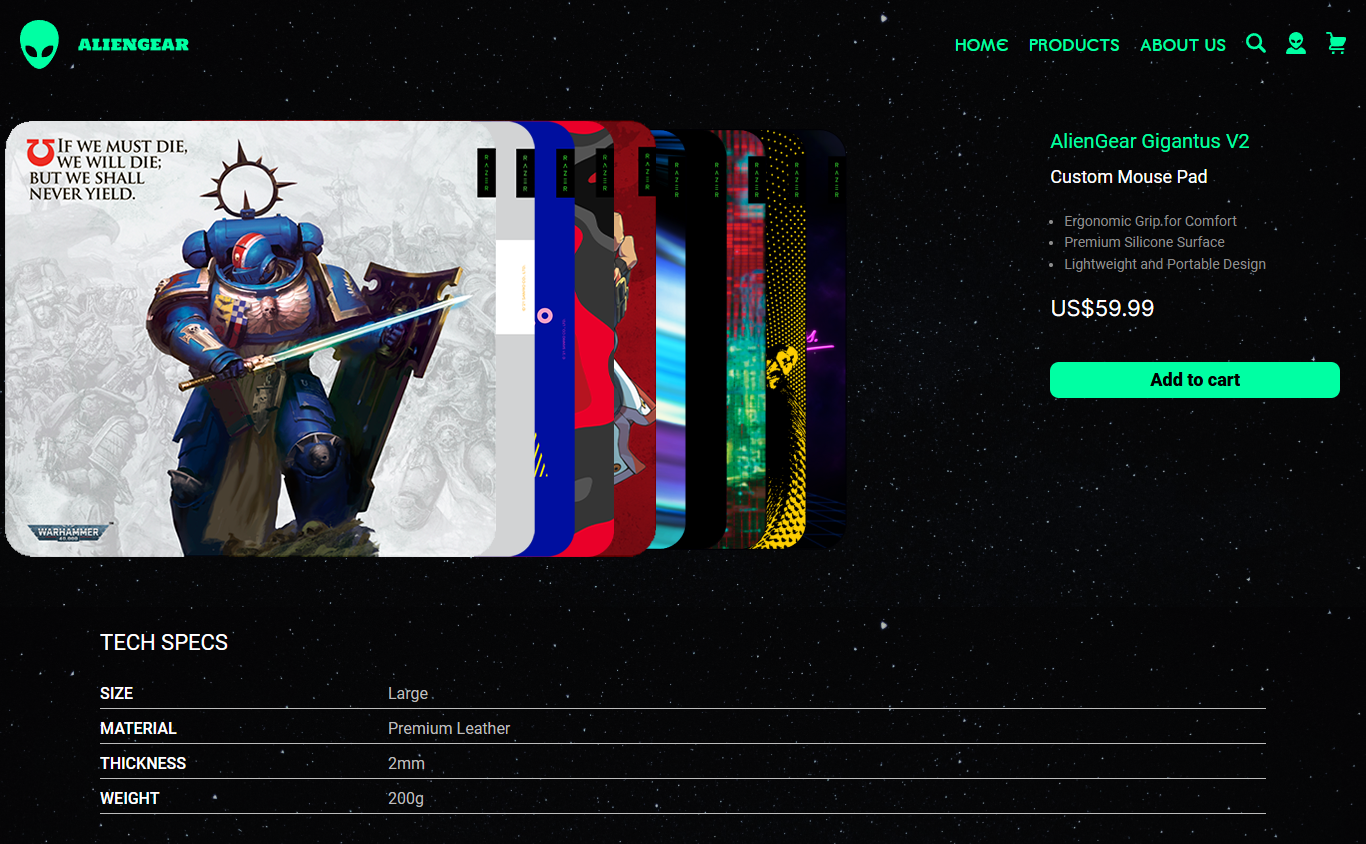 ALIENGEAR
HOME PRODUCTS ABOUT US
IF WE MUST DIE,
WE WILL DIE;
BUT WE SHALL
NEVER YIELD.
WARHAMMER
40,000
RAZER
RAZER
RAZER
RAZER
RAZER
RAZER
RAZER
RAZER
RAZER
RAZER
AlienGear Gigantus V2
Custom Mouse Pad
Ergonomic Grip for Comfort
Premium Silicone Surface
Lightweight and Portable Design
US$59.99
Add to cart
TECH SPECS
SIZE Large
MATERIAL Premium Leather
THICKNESS 2mm
WEIGHT 200g